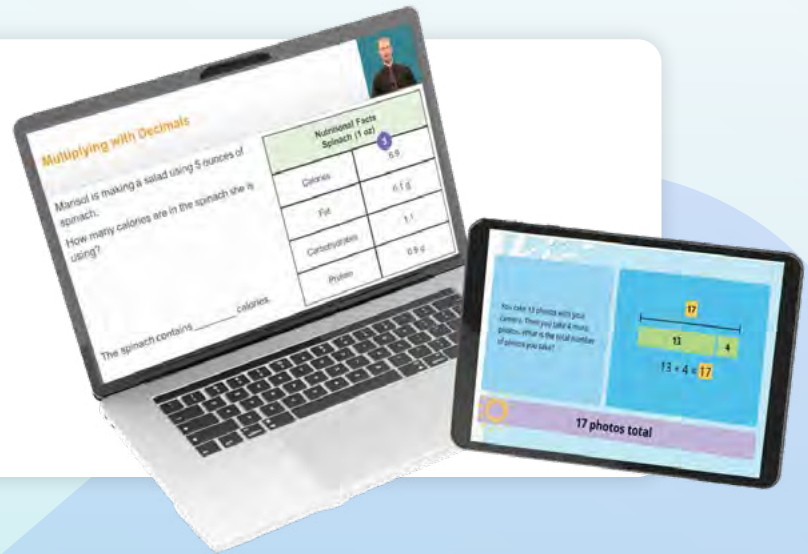 Multiplying with Decimals
Marisol is making a salad using 5 ounces of
spinach.
How many calories are in the spinach she is
using?
The spinach contains ______ calories.
Nutritional Facts
Spinach (1 oz)
Calories 6.9
Fat 0.1 g
Carbohydrates 1.1
Protein 0.9 g
You take 13 photos with your
camera. Then you take 4 more
photos. What is the total number
of photos you take?
17
13 4
13 + 4 = 17
17 photos total